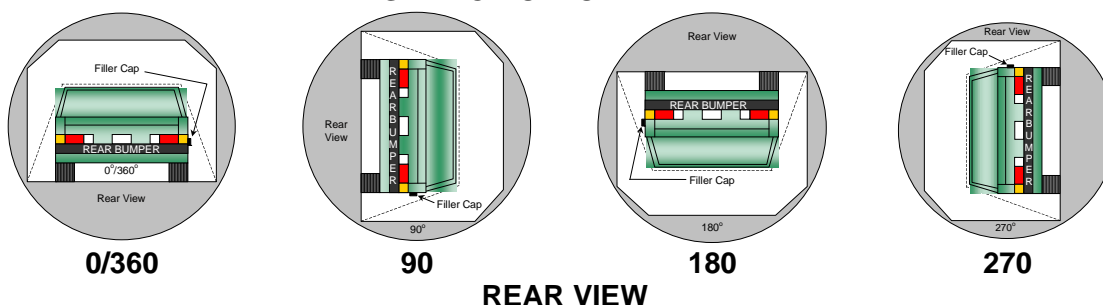 Filler Cap
REAR BUMPER
0°/360°
Rear View
0/360
Rear
View
REAR BUMPER
Filler Cap
90°
90
Rear View
REAR BUMPER
Filler Cap
180°
180
Rear View
Filler Cap
REAR BUMPER
270°
270
REAR VIEW